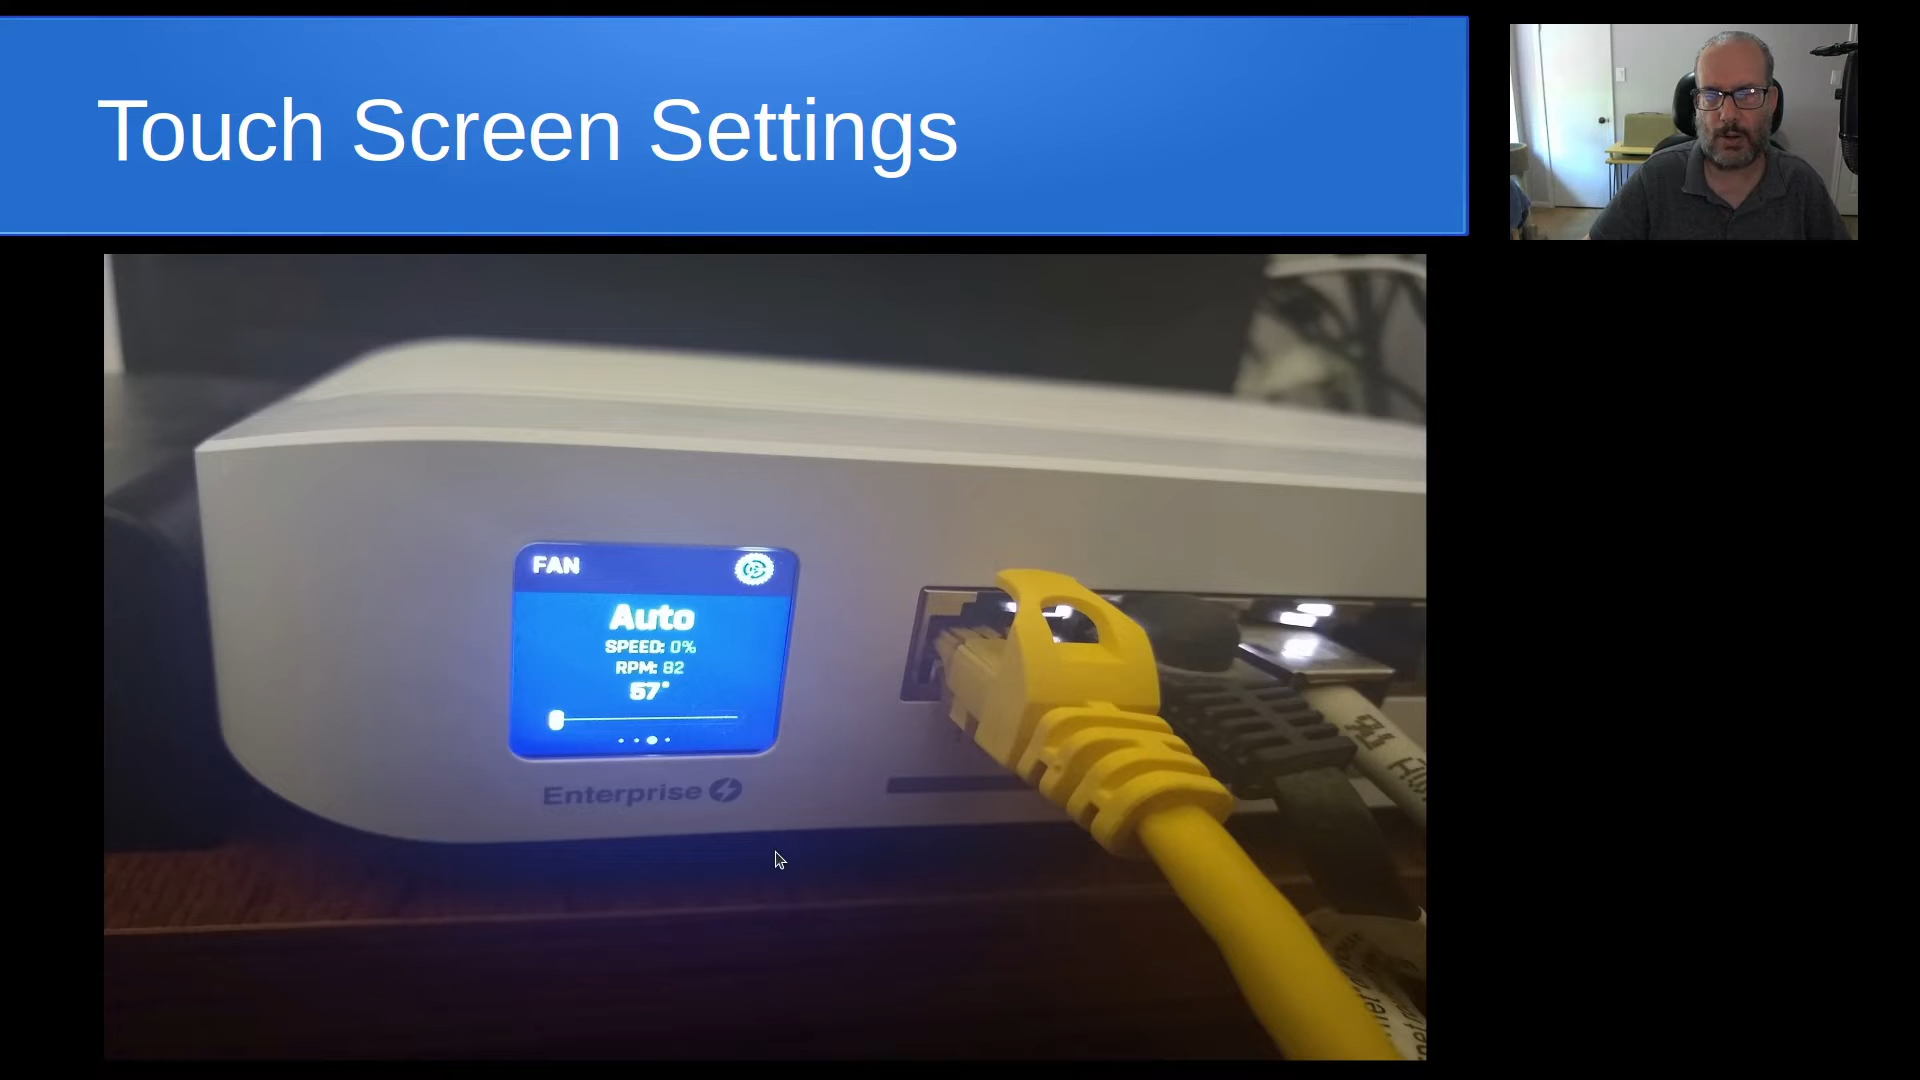 Touch Screen Settings
FAN
Auto
SPEED: 0%
RPM: 82
57°
Enterprise